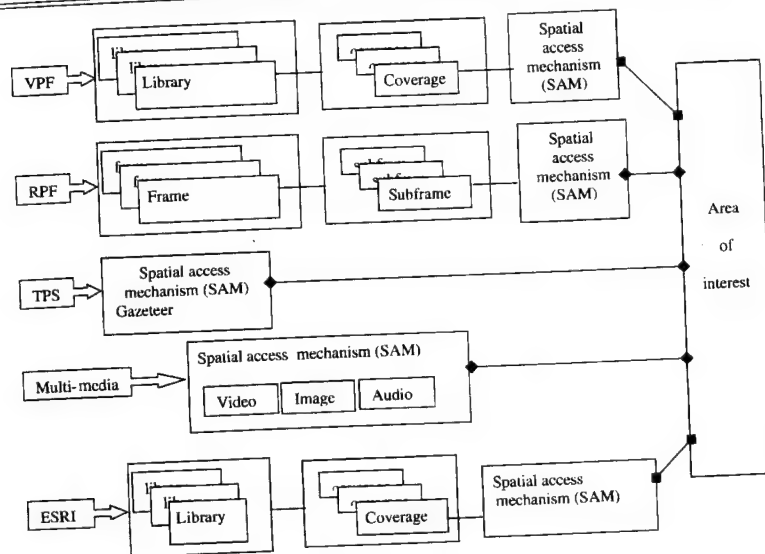 VPF
Library
Coverage
Spatial
access
mechanism
(SAM)
RPF
Frame
Subframe
Spatial
access
mechanism
(SAM)
Area
of
interest
TPS
Spatial access
mechanism (SAM)
Gazeteer
Multi-media
Spatial access mechanism (SAM)
Video
Image
Audio
ESRI
Library
Coverage
Spatial access
mechanism (SAM)